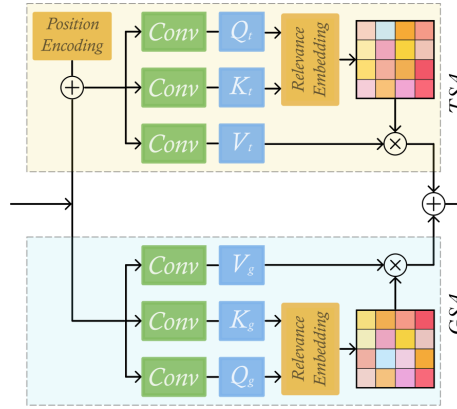 Position
Encoding
Conv
Q_t
Relevance
Embedding
Conv
K_t
Conv
V_t
TSA
Conv
V_g
Conv
K_g
Relevance
Embedding
Conv
Q_g
GSA